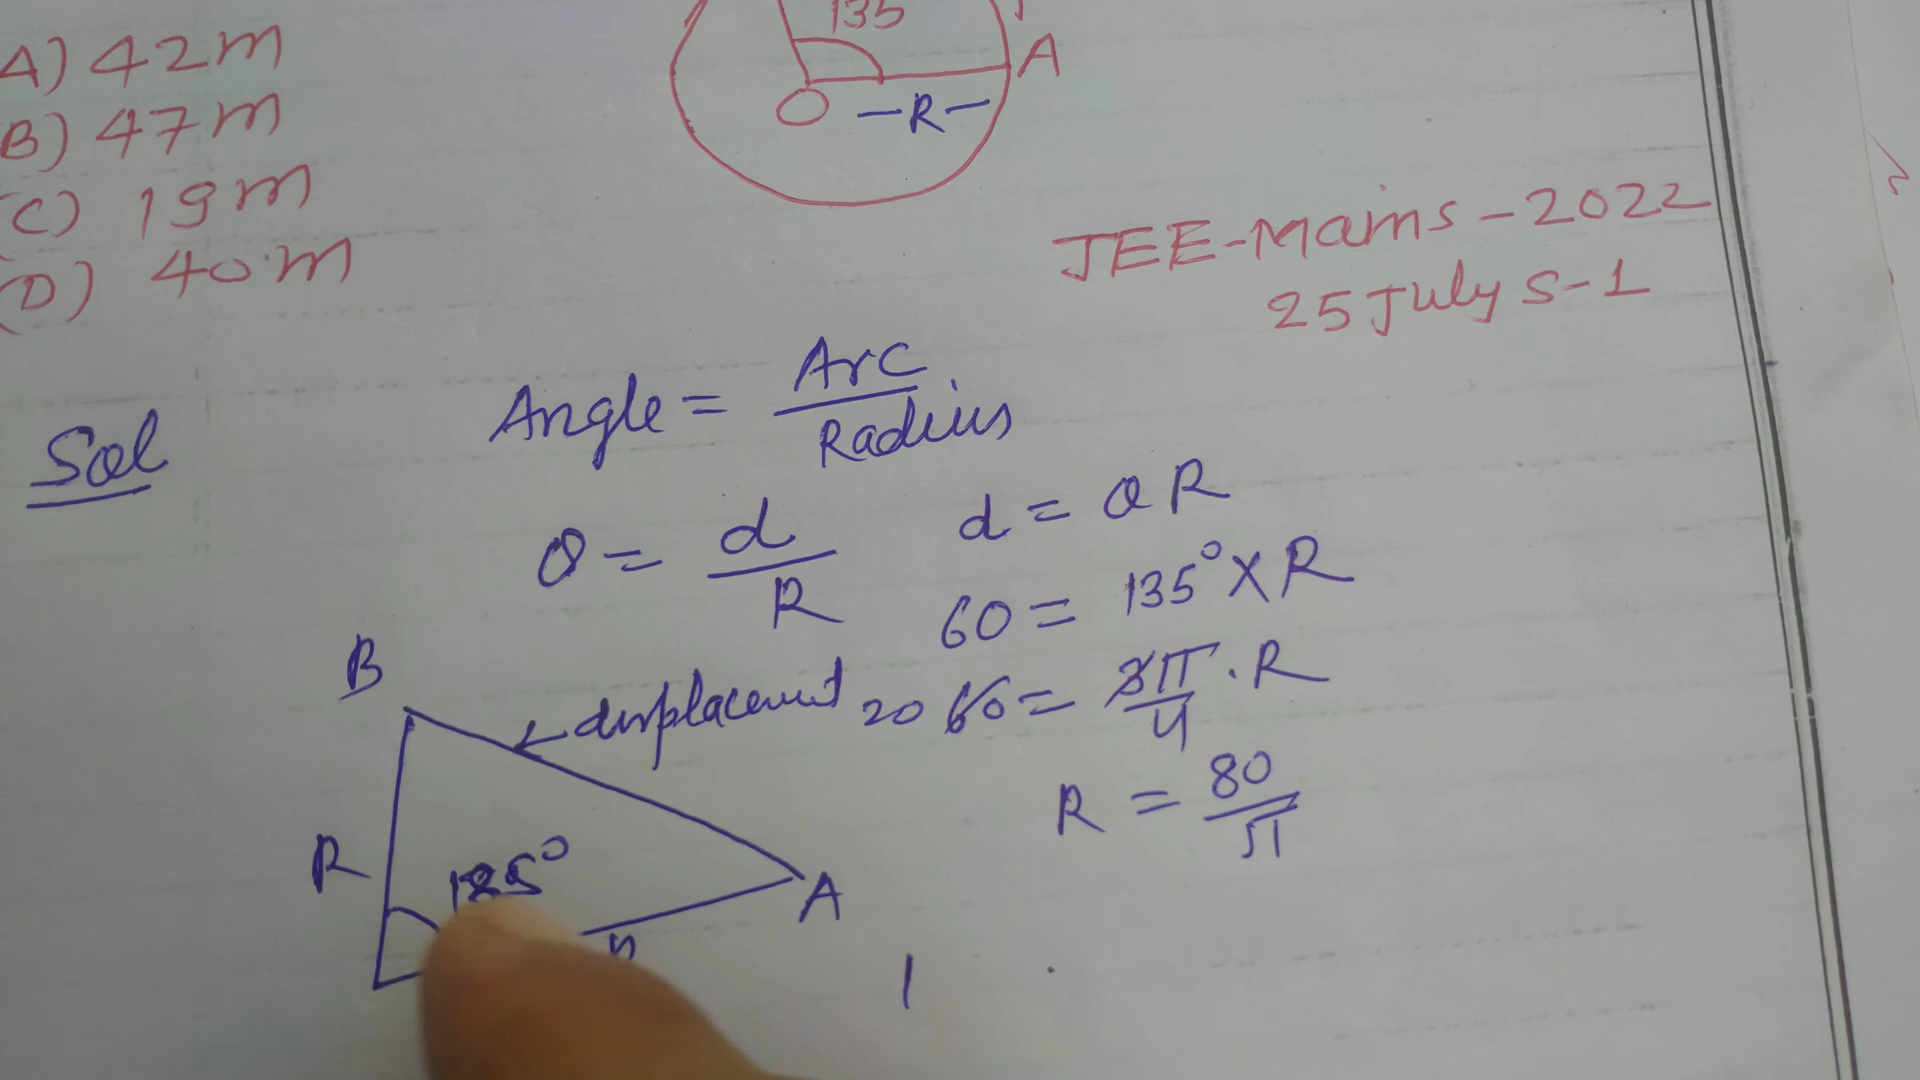 135
A) 42m
A
B) 47m
O -R-
(C) 19m
(D) 40m
JEE-Mains-2022
25 July S-1
Sol
Angle = Arc / Radius
θ = d / R
d = θR
60 = 135° X R
B
displacement
20 60 = 3π/4 . R
R = 80/π
R
135°
A